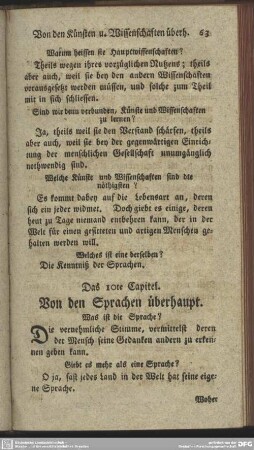 Von den Künsten u. Wissenschaften überh. 63
Warum heissen sie Hauptwissenschaften?
Theils wegen ihres vorzüglichen Nutzens; theils
aber auch, weil sie bey den andern Wissenschaften
vorausgesetzt werden müssen, und solche zum Theil
mit in sich schliessen.
Sind wir denn verbunden, Künste und Wissenschaften
zu lernen?
Ja, theils weil sie den Verstand schärfen, theils
aber auch, weil sie bey der gegenwärtigen Einrich-
tung der menschlichen Gesellschaft unumgänglich
nothwendig sind.
Welche Künste und Wissenschaften sind die
nöthigsten?
Es kommt dabey auf die Lebensart an, deren
sich ein jeder widmet. Doch giebt es einige, deren
heut zu Tage niemand entbehren kann, der in der
Welt für einen gesitteten und artigen Menschen ge-
halten werden will.
Welches ist eine derselben?
Die Kenntniß der Sprachen.
Das 10te Capitel.
Von den Sprachen überhaupt.
Was ist die Sprache?
Die vernehmliche Stimme, vermittelst deren
der Mensch seine Gedanken andern zu erken-
nen geben kann.
Giebt es mehr als eine Sprache?
O ja, fast jedes Land in der Welt hat seine eige-
ne Sprache.
Woher